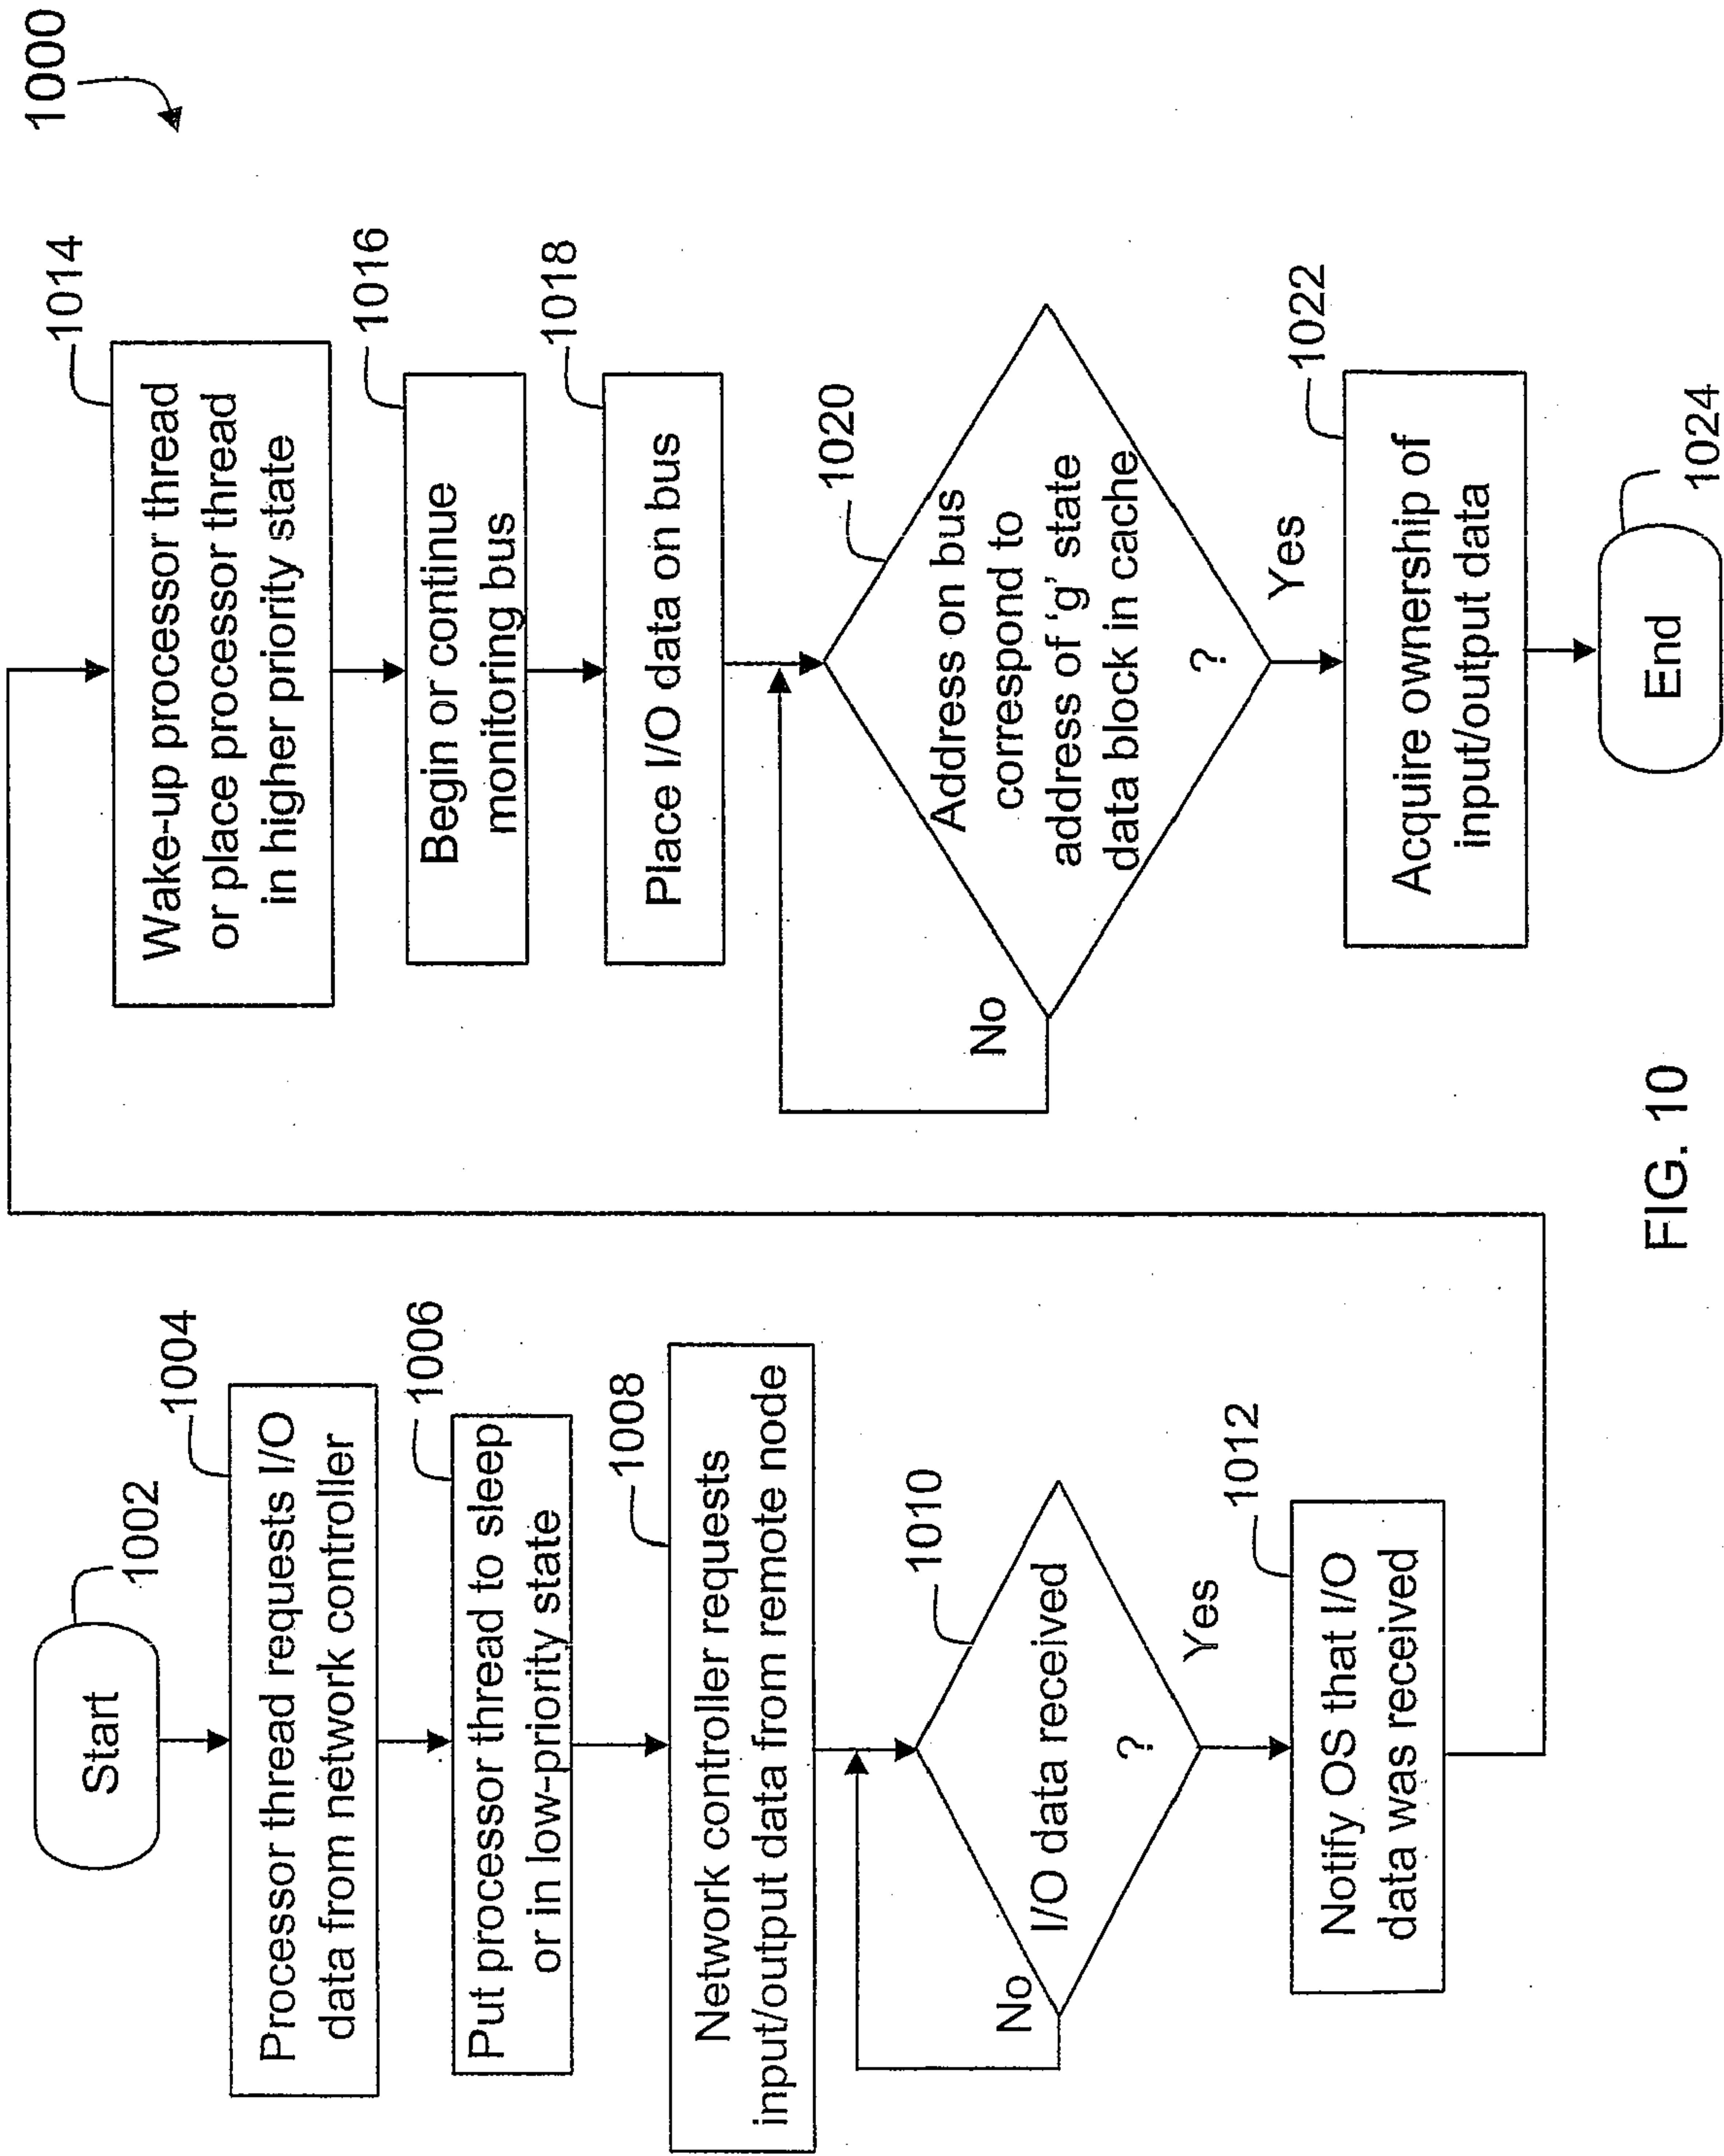 1000
Start
1002
1004
Processor thread requests I/O
data from network controller
1006
Put processor thread to sleep
or in low-priority state
1008
Network controller requests
input/output data from remote node
1010
I/O data received
?
No
Yes
1012
Notify OS that I/O
data was received
1014
Wake-up processor thread
or place processor thread
in higher priority state
1016
Begin or continue
monitoring bus
1018
Place I/O data on bus
1020
Address on bus
correspond to
address of 'g' state
data block in cache
?
No
Yes
1022
Acquire ownership of
input/output data
End
1024
FIG. 10